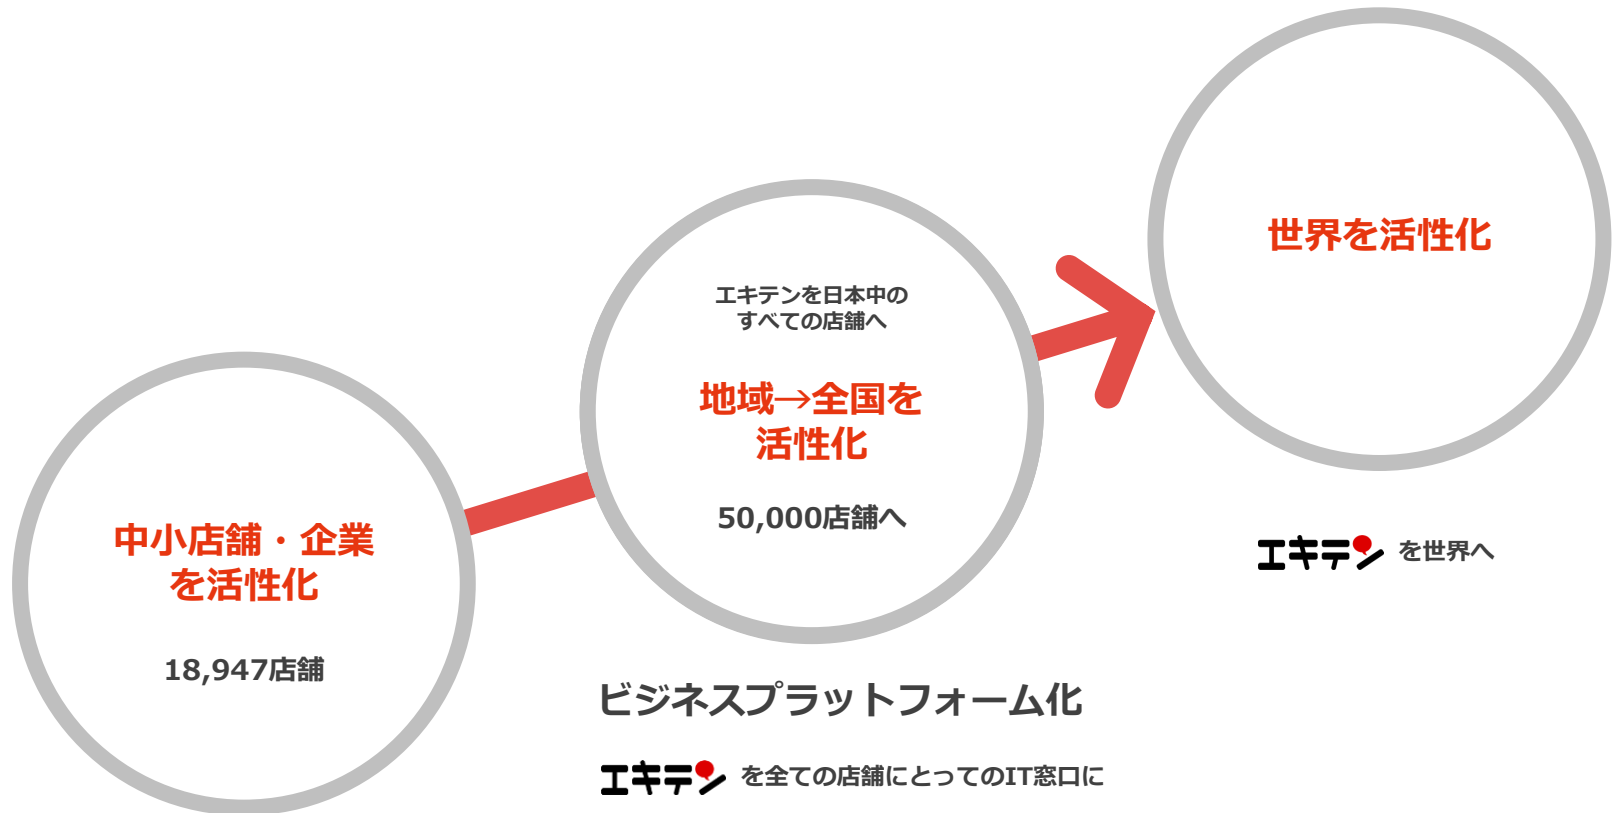 中小店舗・企業
を活性化
18,947店舗
エキテンを日本中の
すべての店舗へ
地域→全国を
活性化
50,000店舗へ
ビジネスプラットフォーム化
エキテン を全ての店舗にとってのIT窓口に
世界を活性化
エキテン を世界へ